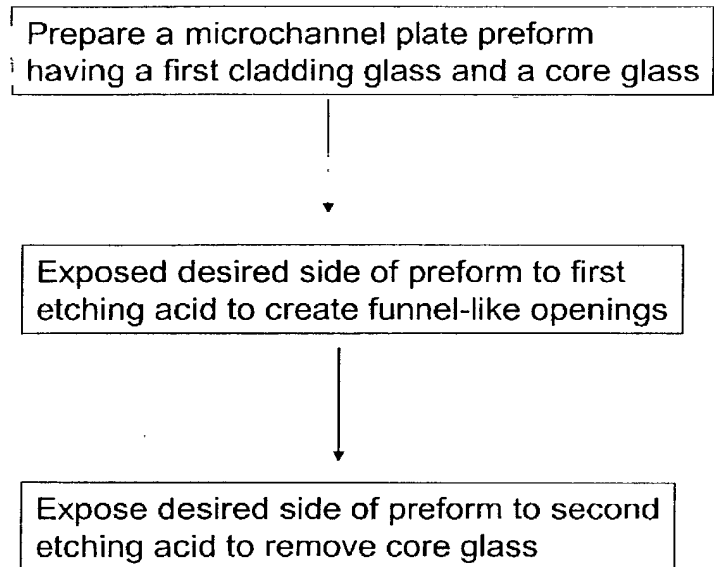 Prepare a microchannel plate preform
having a first cladding glass and a core glass
Exposed desired side of preform to first
etching acid to create funnel-like openings
Expose desired side of preform to second
etching acid to remove core glass